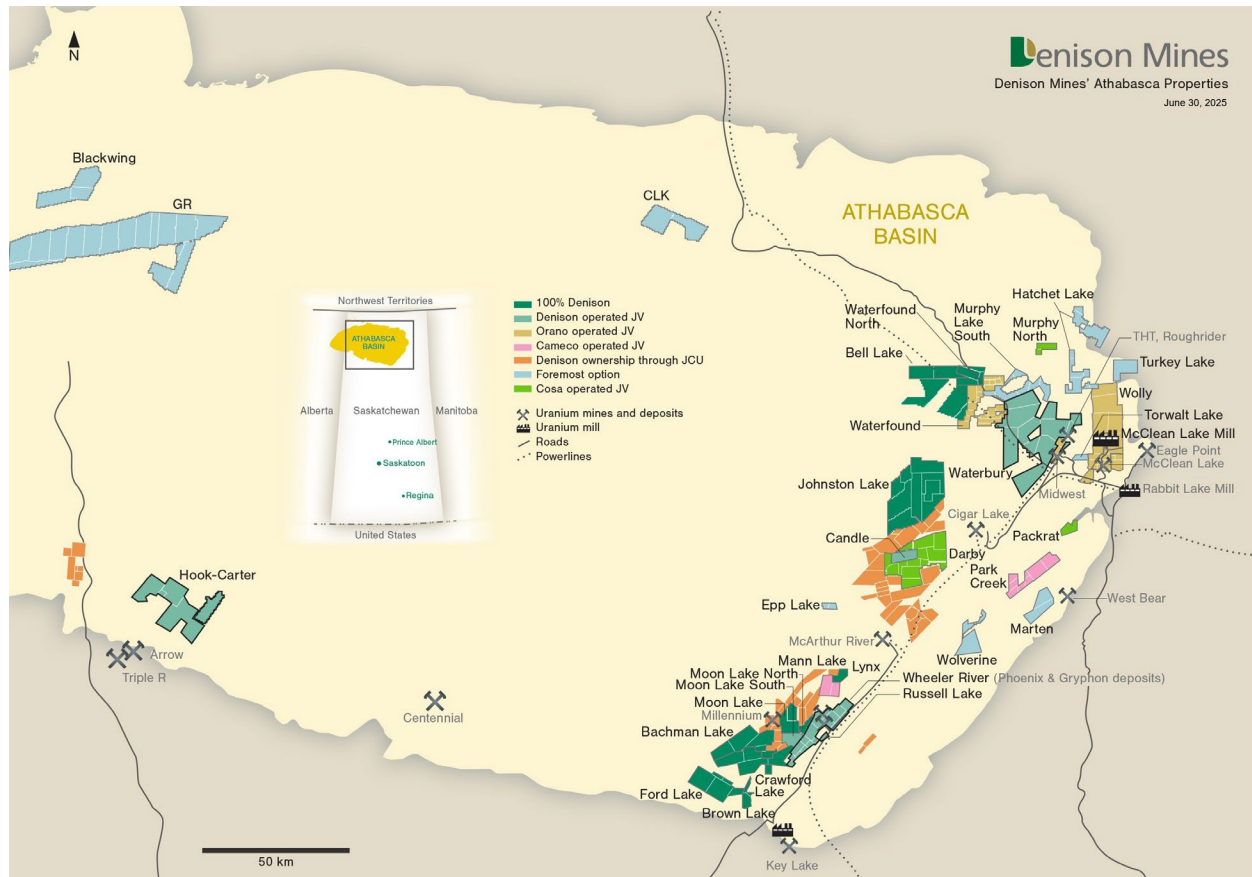 N
Denison Mines
Denison Mines' Athabasca Properties
June 30, 2025
Blackwing
GR
CLK
ATHABASCA
BASIN
Northwest Territories
ATHABASCA
BASIN
Alberta
Saskatchewan
Manitoba
Prince Albert
Saskatoon
Regina
United States
100% Denison
Denison operated JV
Orano operated JV
Cameco operated JV
Denison ownership through JCU
Foremost option
Cosa operated JV
Uranium mines and deposits
Uranium mill
Roads
Powerlines
Hatchet Lake
Waterfound
North
Murphy
Lake
South
Murphy
North
THT, Roughrider
Bell Lake
Turkey Lake
Wolly
Torwalt Lake
Waterfound
McClean Lake Mill
Eagle Point
McClean Lake
Waterbury
Johnston Lake
Midwest
Rabbit Lake Mill
Cigar Lake
Candle
Packrat
Darby
Park
Creek
Hook-Carter
Epp Lake
West Bear
Marten
McArthur River
Arrow
Triple R
Wolverine
Mann Lake
Lynx
Moon Lake North
Wheeler River (Phoenix & Gryphon deposits)
Moon Lake South
Russell Lake
Moon Lake
Millennium
Centennial
Bachman Lake
Crawford
Lake
Ford Lake
Brown Lake
50 km
Key Lake